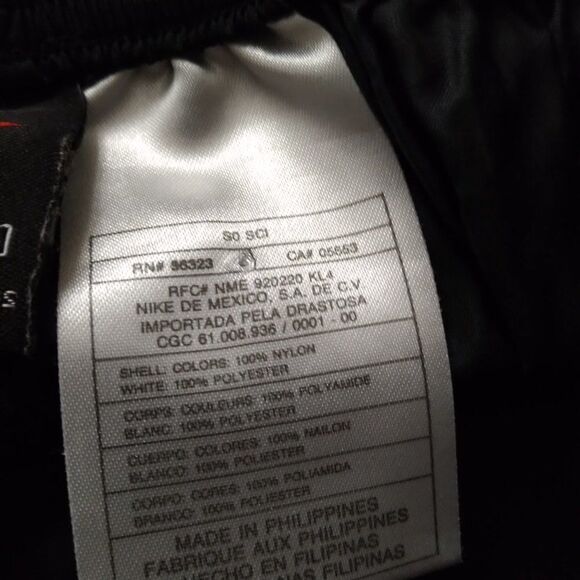 S0 SCI
RN# 56323 CA# 05553
RFC# NME 920220 KL4
NIKE DE MEXICO, S.A. DE C.V
IMPORTADA PELA DRASTOSA
CGC 61.008.936 / 0001 - 00
SHELL: COLORS: 100% NYLON
WHITE: 100% POLYESTER
CORPS: COULEURS: 100% POLYAMIDE
BLANC: 100% POLYESTER
CUERPO: COLORES: 100% NAILON
BLANCO: 100% POLIESTER
CORPO: CORES: 100% POLIAMIDA
BRANCO: 100% POLIESTER
MADE IN PHILIPPINES
FABRIQUE AUX PHILIPPINES
HECHO EN FILIPINAS
FILIPINAS
S